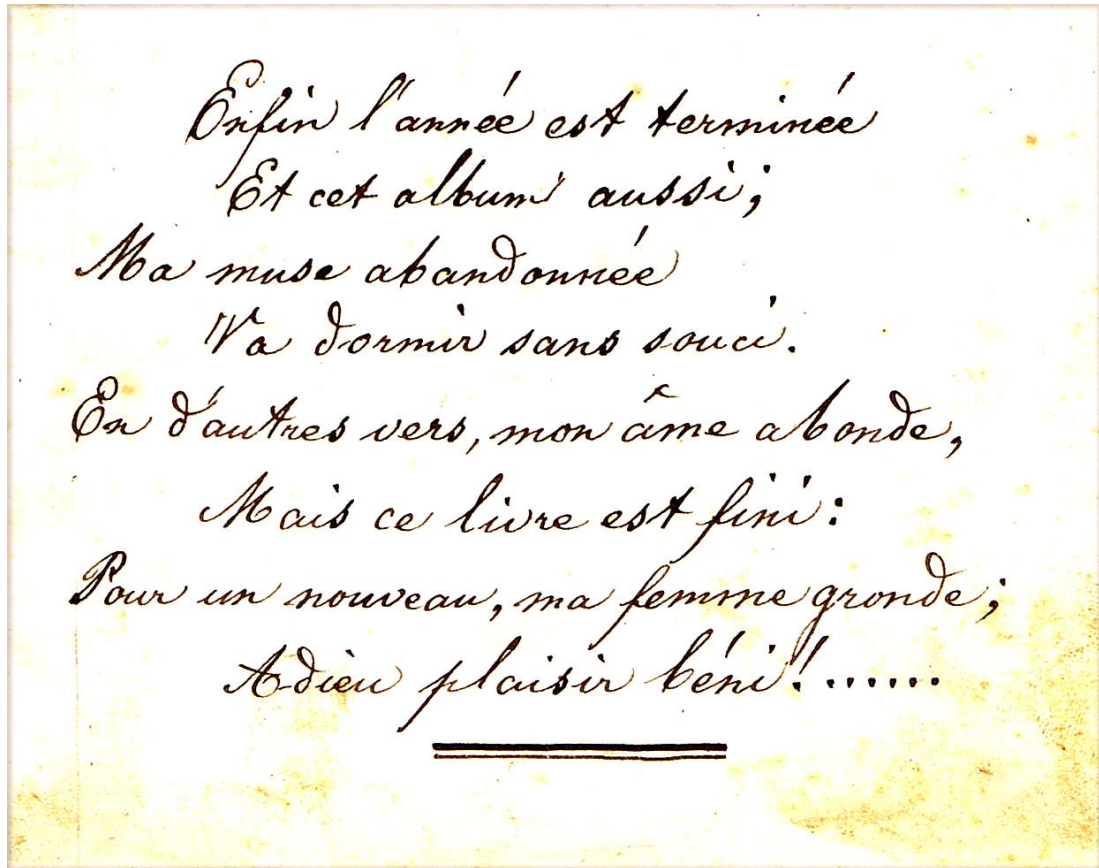 Enfin l'année est terminée
Et cet album aussi;
Ma muse abandonnée
Va dormir sans souci.
En d'autres vers, mon âme abonde,
Mais ce livre est fini:
Pour un nouveau, ma femme gronde;
Adieu plaisir béni!......